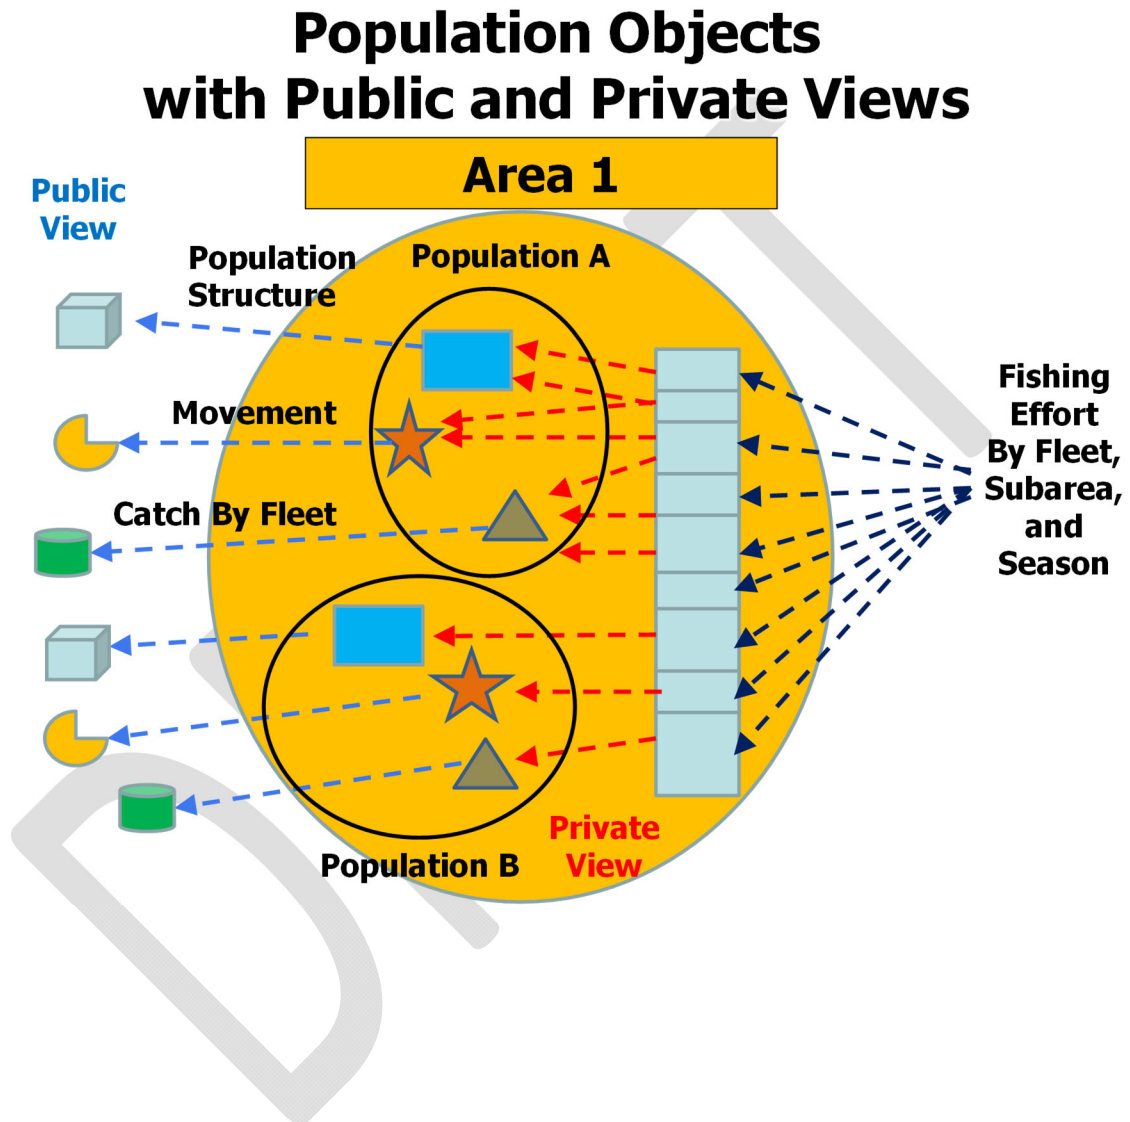 Population Objects
with Public and Private Views
Area 1
Public
View
Population
Structure
Population A
Movement
Catch By Fleet
Fishing
Effort
By Fleet,
Subarea,
and
Season
Private
View
Population B
DRAFT